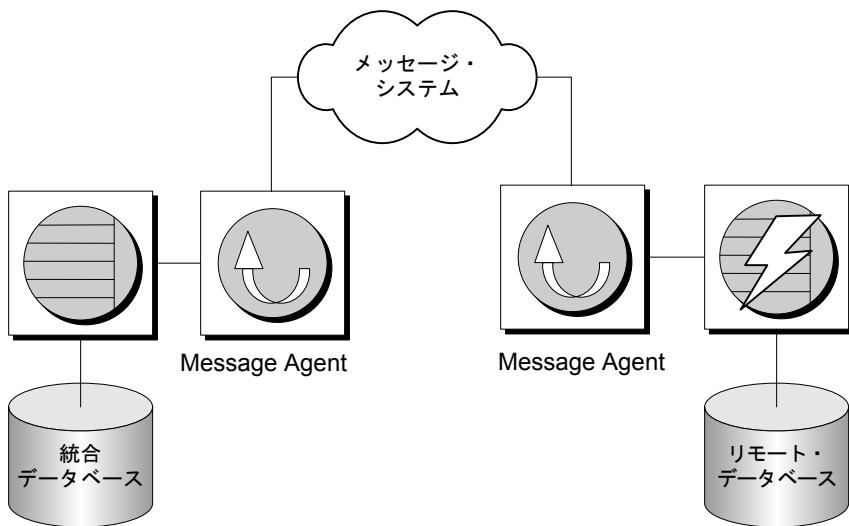 メッセージ・
システム
Message Agent
Message Agent
統合
データベース
リモート・
データベース